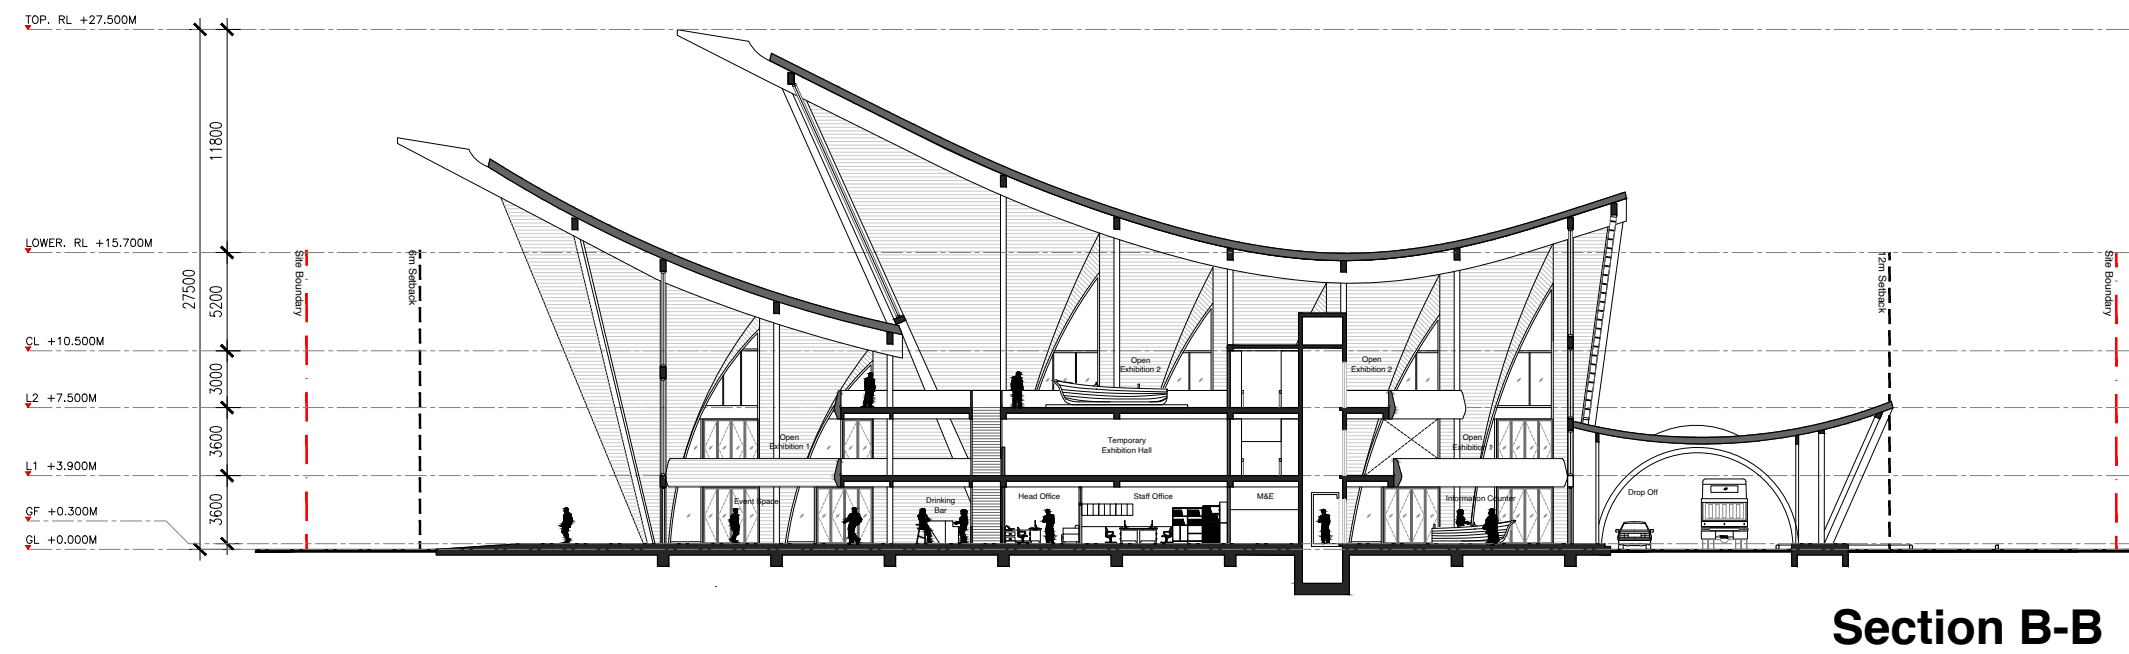 TOP. RL +27.500M
11800
LOWER. RL +15.700M
Site Boundary
6m Setback
12m Setback
Site Boundary
27500
5200
CL +10.500M
3000
L2 +7.500M
3600
L1 +3.900M
3600
GF +0.300M
GL +0.000M
Open
Exhibition 2
Open
Exhibition 2
Open
Exhibition 1
Temporary
Exhibition Hall
Open
Exhibition 1
Event Space
Drinking
Bar
Head Office
Staff Office
M&E
Information Counter
Drop Off
Section B-B